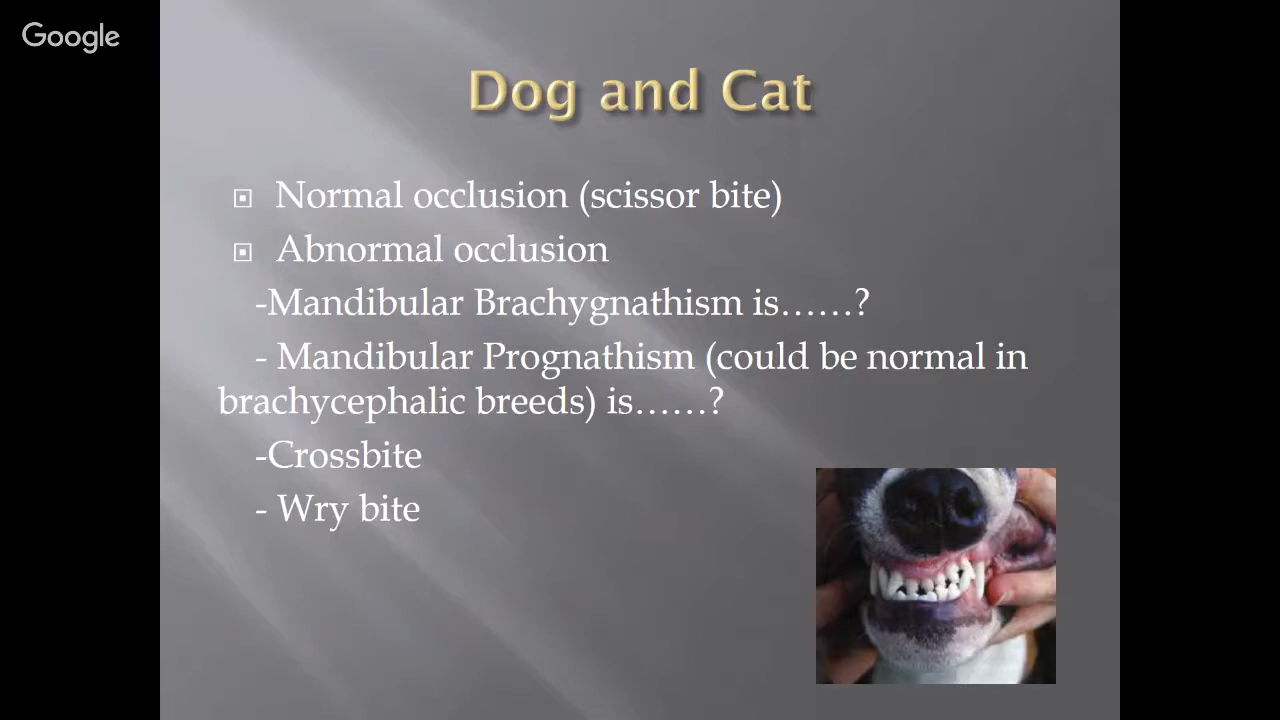 Google
Dog and Cat
Normal occlusion (scissor bite)
Abnormal occlusion
-Mandibular Brachygnathism is……?
- Mandibular Prognathism (could be normal in
brachycephalic breeds) is……?
-Crossbite
- Wry bite